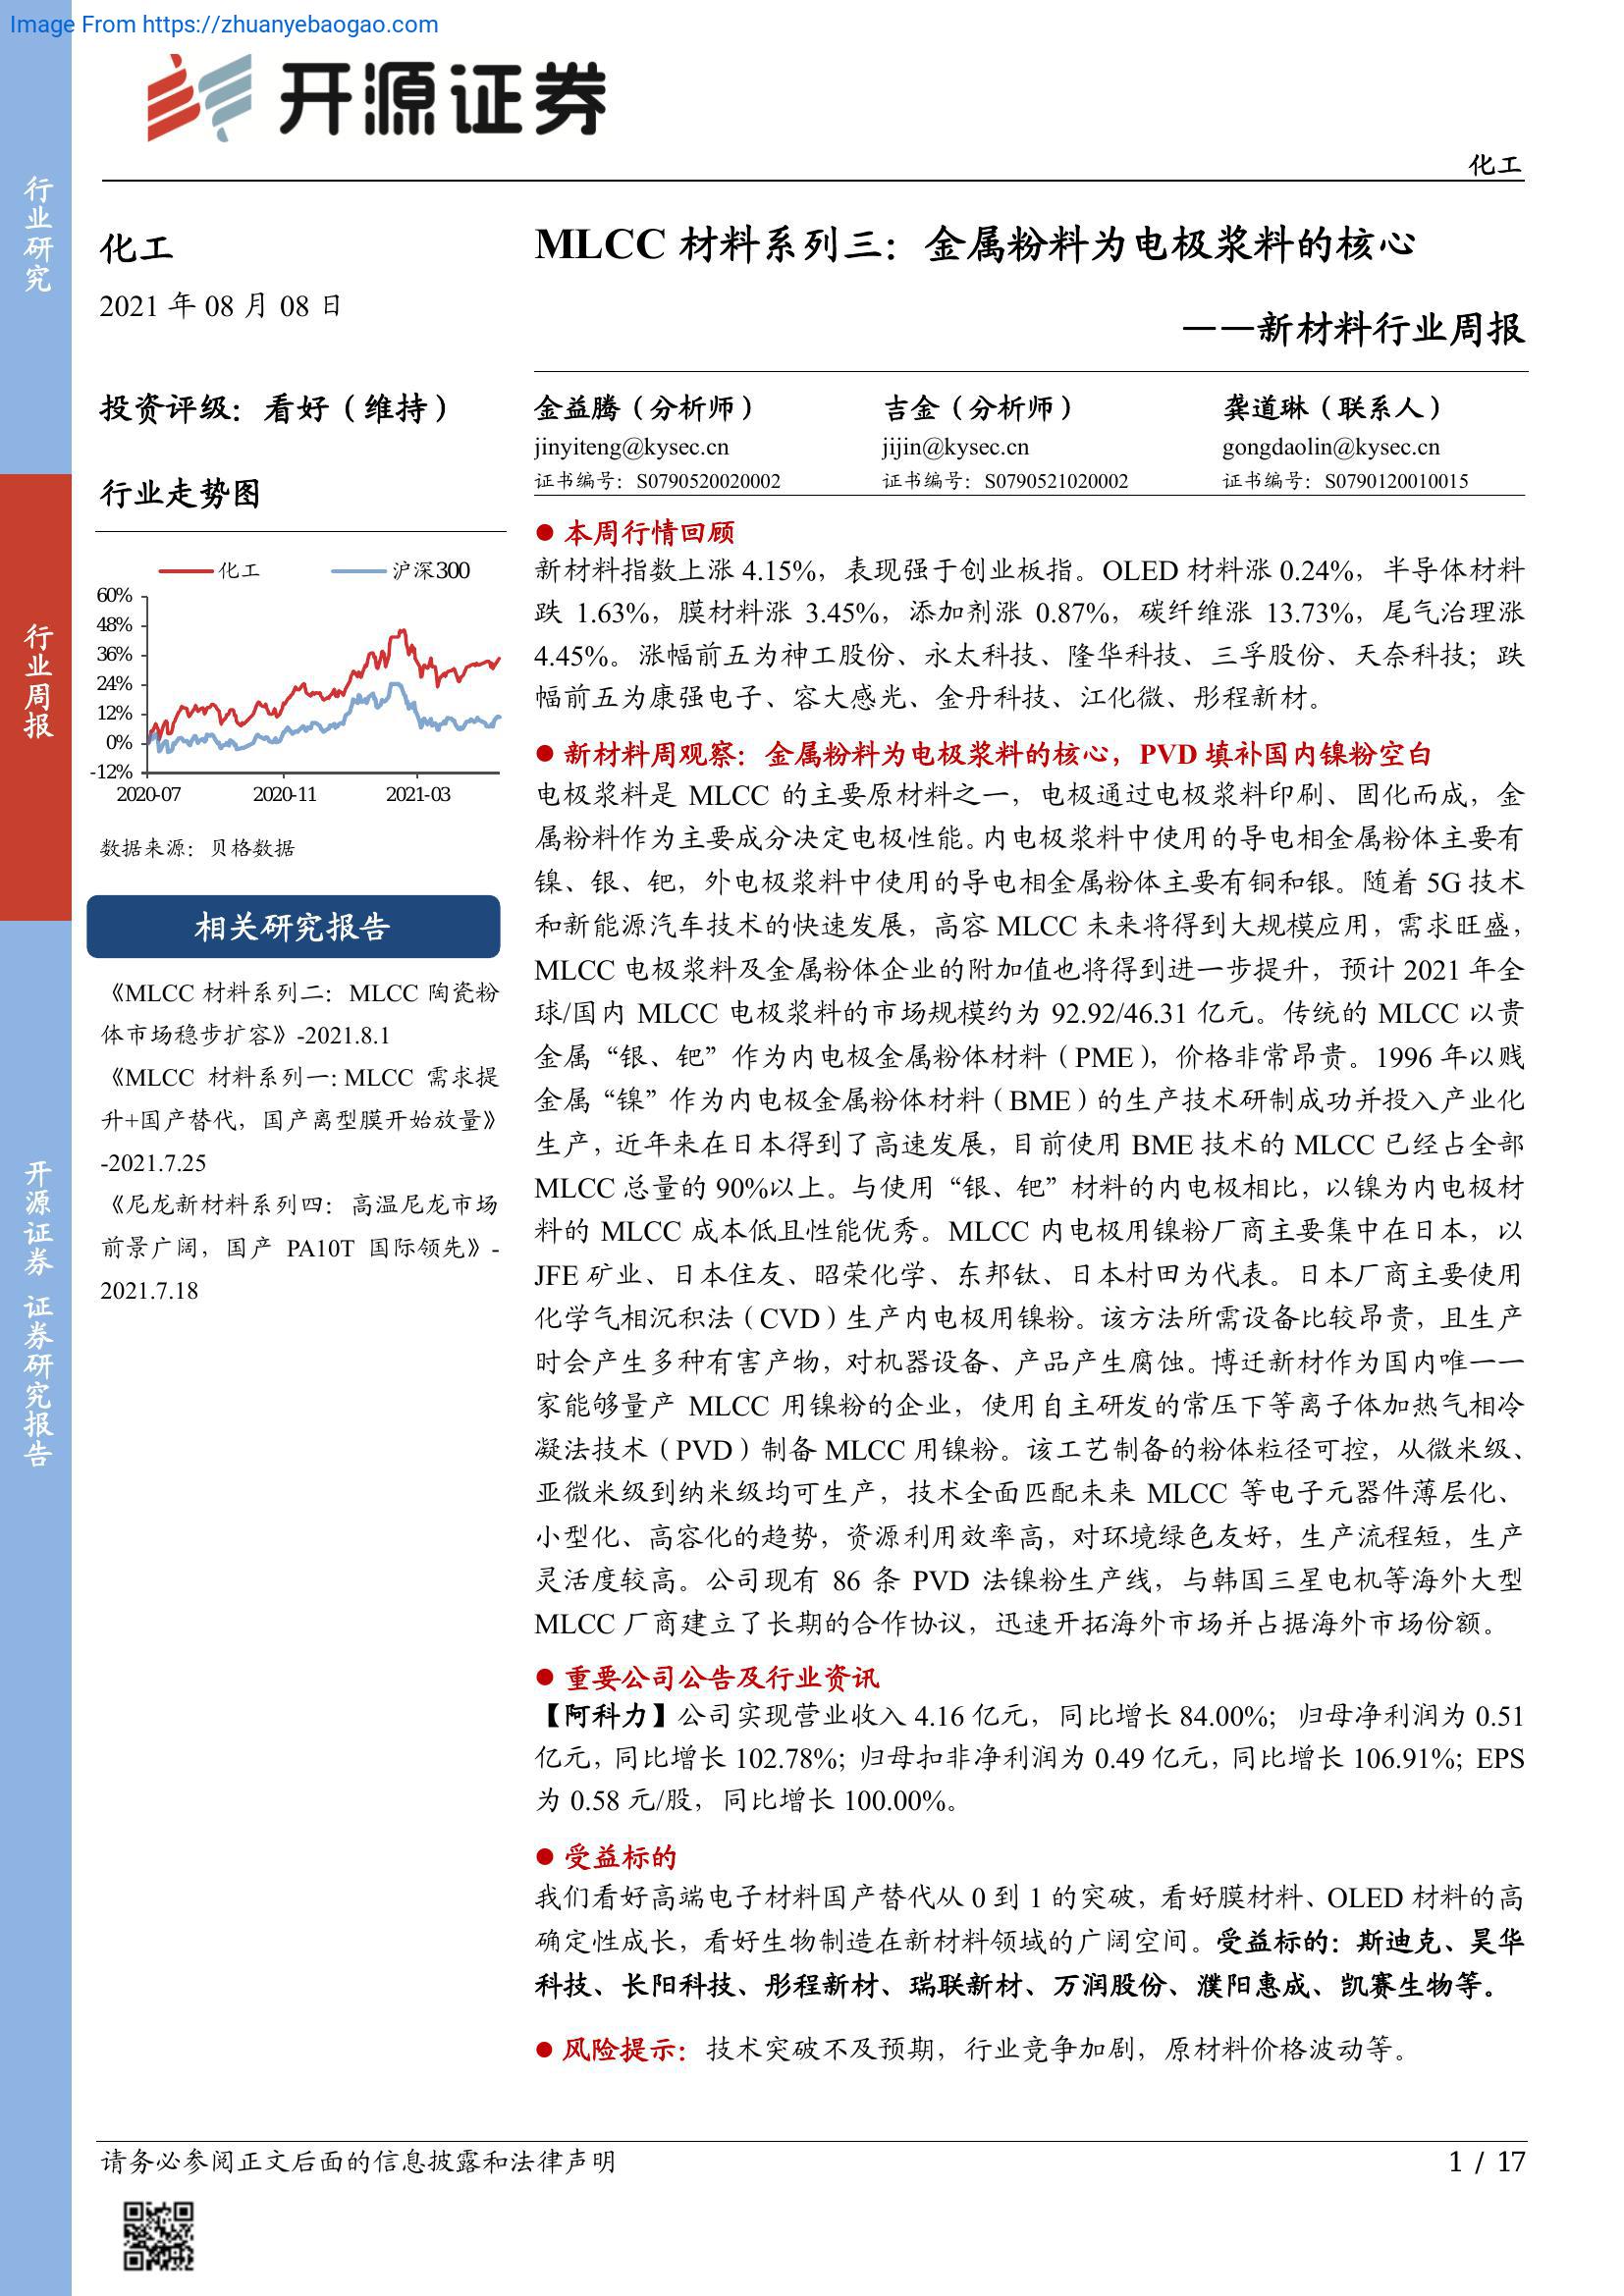 Image From https://zhuanyebaogao.com
开源证券
化工
行业研究
行业周报
开源证券 证券研究报告
化工
2021 年 08 月 08 日
投资评级：看好（维持）
行业走势图
化工 沪深300
60%
48%
36%
24%
12%
0%
-12%
2020-07 2020-11 2021-03
数据来源：贝格数据
相关研究报告
《MLCC 材料系列二：MLCC 陶瓷粉
体市场稳步扩容》-2021.8.1
《MLCC 材料系列一：MLCC 需求提
升+国产替代，国产离型膜开始放量》
-2021.7.25
《尼龙新材料系列四：高温尼龙市场
前景广阔，国产 PA10T 国际领先》-
2021.7.18
MLCC 材料系列三：金属粉料为电极浆料的核心
——新材料行业周报
金益腾（分析师） 吉金（分析师） 龚道琳（联系人）
jinyiteng@kysec.cn jijin@kysec.cn gongdaolin@kysec.cn
证书编号：S0790520020002 证书编号：S0790521020002 证书编号：S0790120010015
● 本周行情回顾
新材料指数上涨 4.15%，表现强于创业板指。OLED 材料涨 0.24%，半导体材料
跌 1.63%，膜材料涨 3.45%，添加剂涨 0.87%，碳纤维涨 13.73%，尾气治理涨
4.45%。涨幅前五为神工股份、永太科技、隆华科技、三孚股份、天奈科技；跌
幅前五为康强电子、容大感光、金丹科技、江化微、彤程新材。
● 新材料周观察：金属粉料为电极浆料的核心，PVD 填补国内镍粉空白
电极浆料是 MLCC 的主要原材料之一，电极通过电极浆料印刷、固化而成，金
属粉料作为主要成分决定电极性能。内电极浆料中使用的导电相金属粉体主要有
镍、银、钯，外电极浆料中使用的导电相金属粉体主要有铜和银。随着 5G 技术
和新能源汽车技术的快速发展，高容 MLCC 未来将得到大规模应用，需求旺盛，
MLCC 电极浆料及金属粉体企业的附加值也将得到进一步提升，预计 2021 年全
球/国内 MLCC 电极浆料的市场规模约为 92.92/46.31 亿元。传统的 MLCC 以贵
金属“银、钯”作为内电极金属粉体材料（PME），价格非常昂贵。1996 年以贱
金属“镍”作为内电极金属粉体材料（BME）的生产技术研制成功并投入产业化
生产，近年来在日本得到了高速发展，目前使用 BME 技术的 MLCC 已经占全部
MLCC 总量的 90%以上。与使用“银、钯”材料的内电极相比，以镍为内电极材
料的 MLCC 成本低且性能优秀。MLCC 内电极用镍粉厂商主要集中在日本，以
JFE 矿业、日本住友、昭荣化学、东邦钛、日本村田为代表。日本厂商主要使用
化学气相沉积法（CVD）生产内电极用镍粉。该方法所需设备比较昂贵，且生产
时会产生多种有害产物，对机器设备、产品产生腐蚀。博迁新材作为国内唯一一
家能够量产 MLCC 用镍粉的企业，使用自主研发的常压下等离子体加热气相冷
凝法技术（PVD）制备 MLCC 用镍粉。该工艺制备的粉体粒径可控，从微米级、
亚微米级到纳米级均可生产，技术全面匹配未来 MLCC 等电子元器件薄层化、
小型化、高容化的趋势，资源利用效率高，对环境绿色友好，生产流程短，生产
灵活度较高。公司现有 86 条 PVD 法镍粉生产线，与韩国三星电机等海外大型
MLCC 厂商建立了长期的合作协议，迅速开拓海外市场并占据海外市场份额。
● 重要公司公告及行业资讯
【阿科力】公司实现营业收入 4.16 亿元，同比增长 84.00%；归母净利润为 0.51
亿元，同比增长 102.78%；归母扣非净利润为 0.49 亿元，同比增长 106.91%；EPS
为 0.58 元/股，同比增长 100.00%。
● 受益标的
我们看好高端电子材料国产替代从 0 到 1 的突破，看好膜材料、OLED 材料的高
确定性成长，看好生物制造在新材料领域的广阔空间。受益标的：斯迪克、昊华
科技、长阳科技、彤程新材、瑞联新材、万润股份、濮阳惠成、凯赛生物等。
● 风险提示：技术突破不及预期，行业竞争加剧，原材料价格波动等。
请务必参阅正文后面的信息披露和法律声明
1 / 17